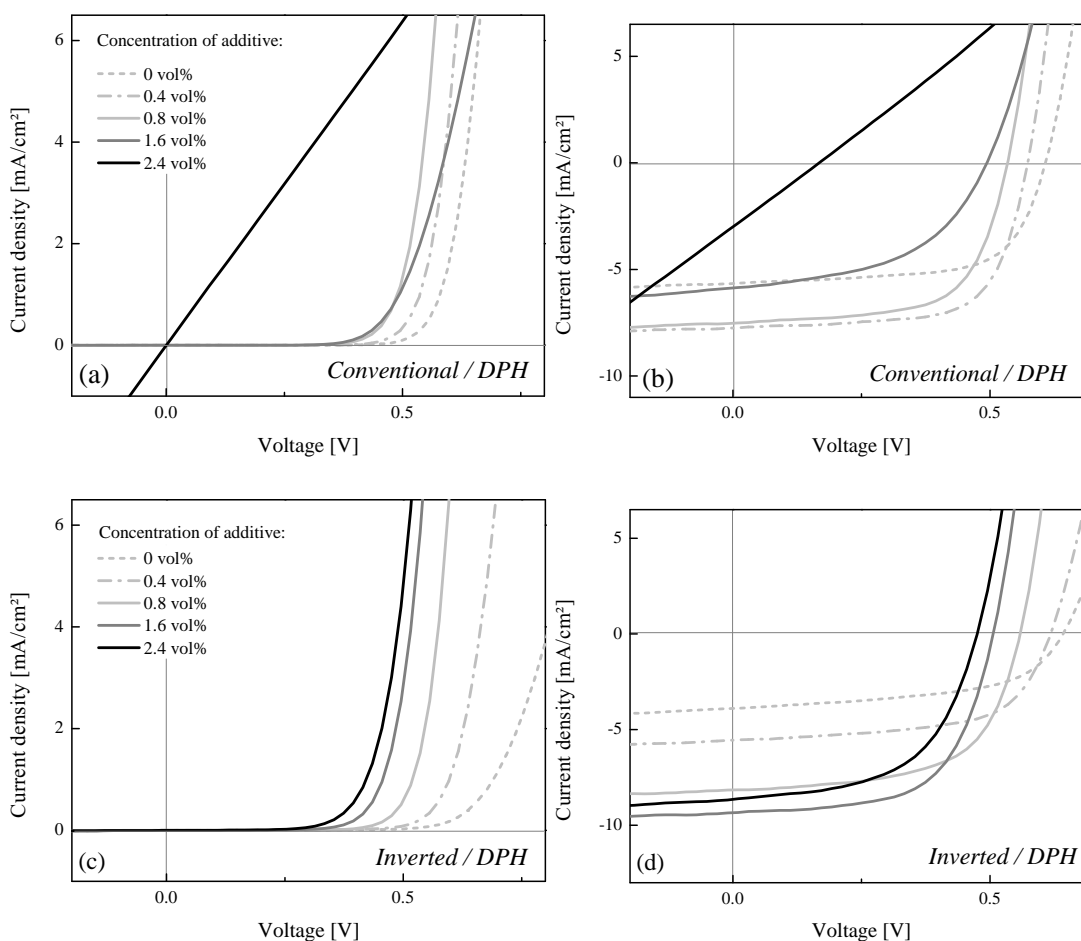 6
4
2
0
Current density [mA/cm²]
Concentration of additive:
0 vol%
0.4 vol%
0.8 vol%
1.6 vol%
2.4 vol%
(a)
Conventional / DPH
0.0
0.5
Voltage [V]
5
0
-5
-10
Current density [mA/cm²]
(b)
Conventional / DPH
0.0
0.5
Voltage [V]
6
4
2
0
Current density [mA/cm²]
Concentration of additive:
0 vol%
0.4 vol%
0.8 vol%
1.6 vol%
2.4 vol%
(c)
Inverted / DPH
0.0
0.5
Voltage [V]
5
0
-5
-10
Current density [mA/cm²]
(d)
Inverted / DPH
0.0
0.5
Voltage [V]